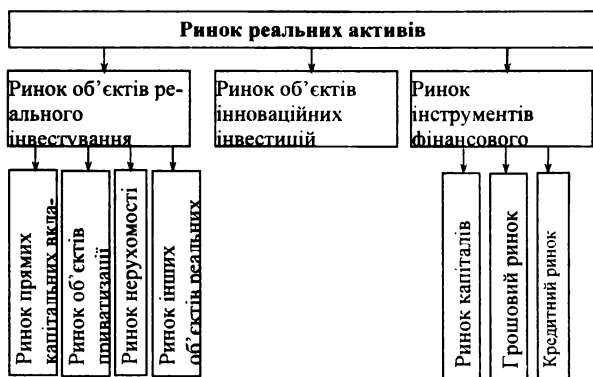 Ринок реальних активів
Ринок об’єктів ре-
ального
інвестування
Ринок об’єктів
інноваційних
інвестицій
Ринок
інструментів
фінансового
Ринок прямих
капітальних вкла-
Ринок об’єктів
приватизації
Ринок нерухомості
Ринок інших
об’єктів реальних
Ринок капіталів
Грошовий ринок
Кредитний ринок